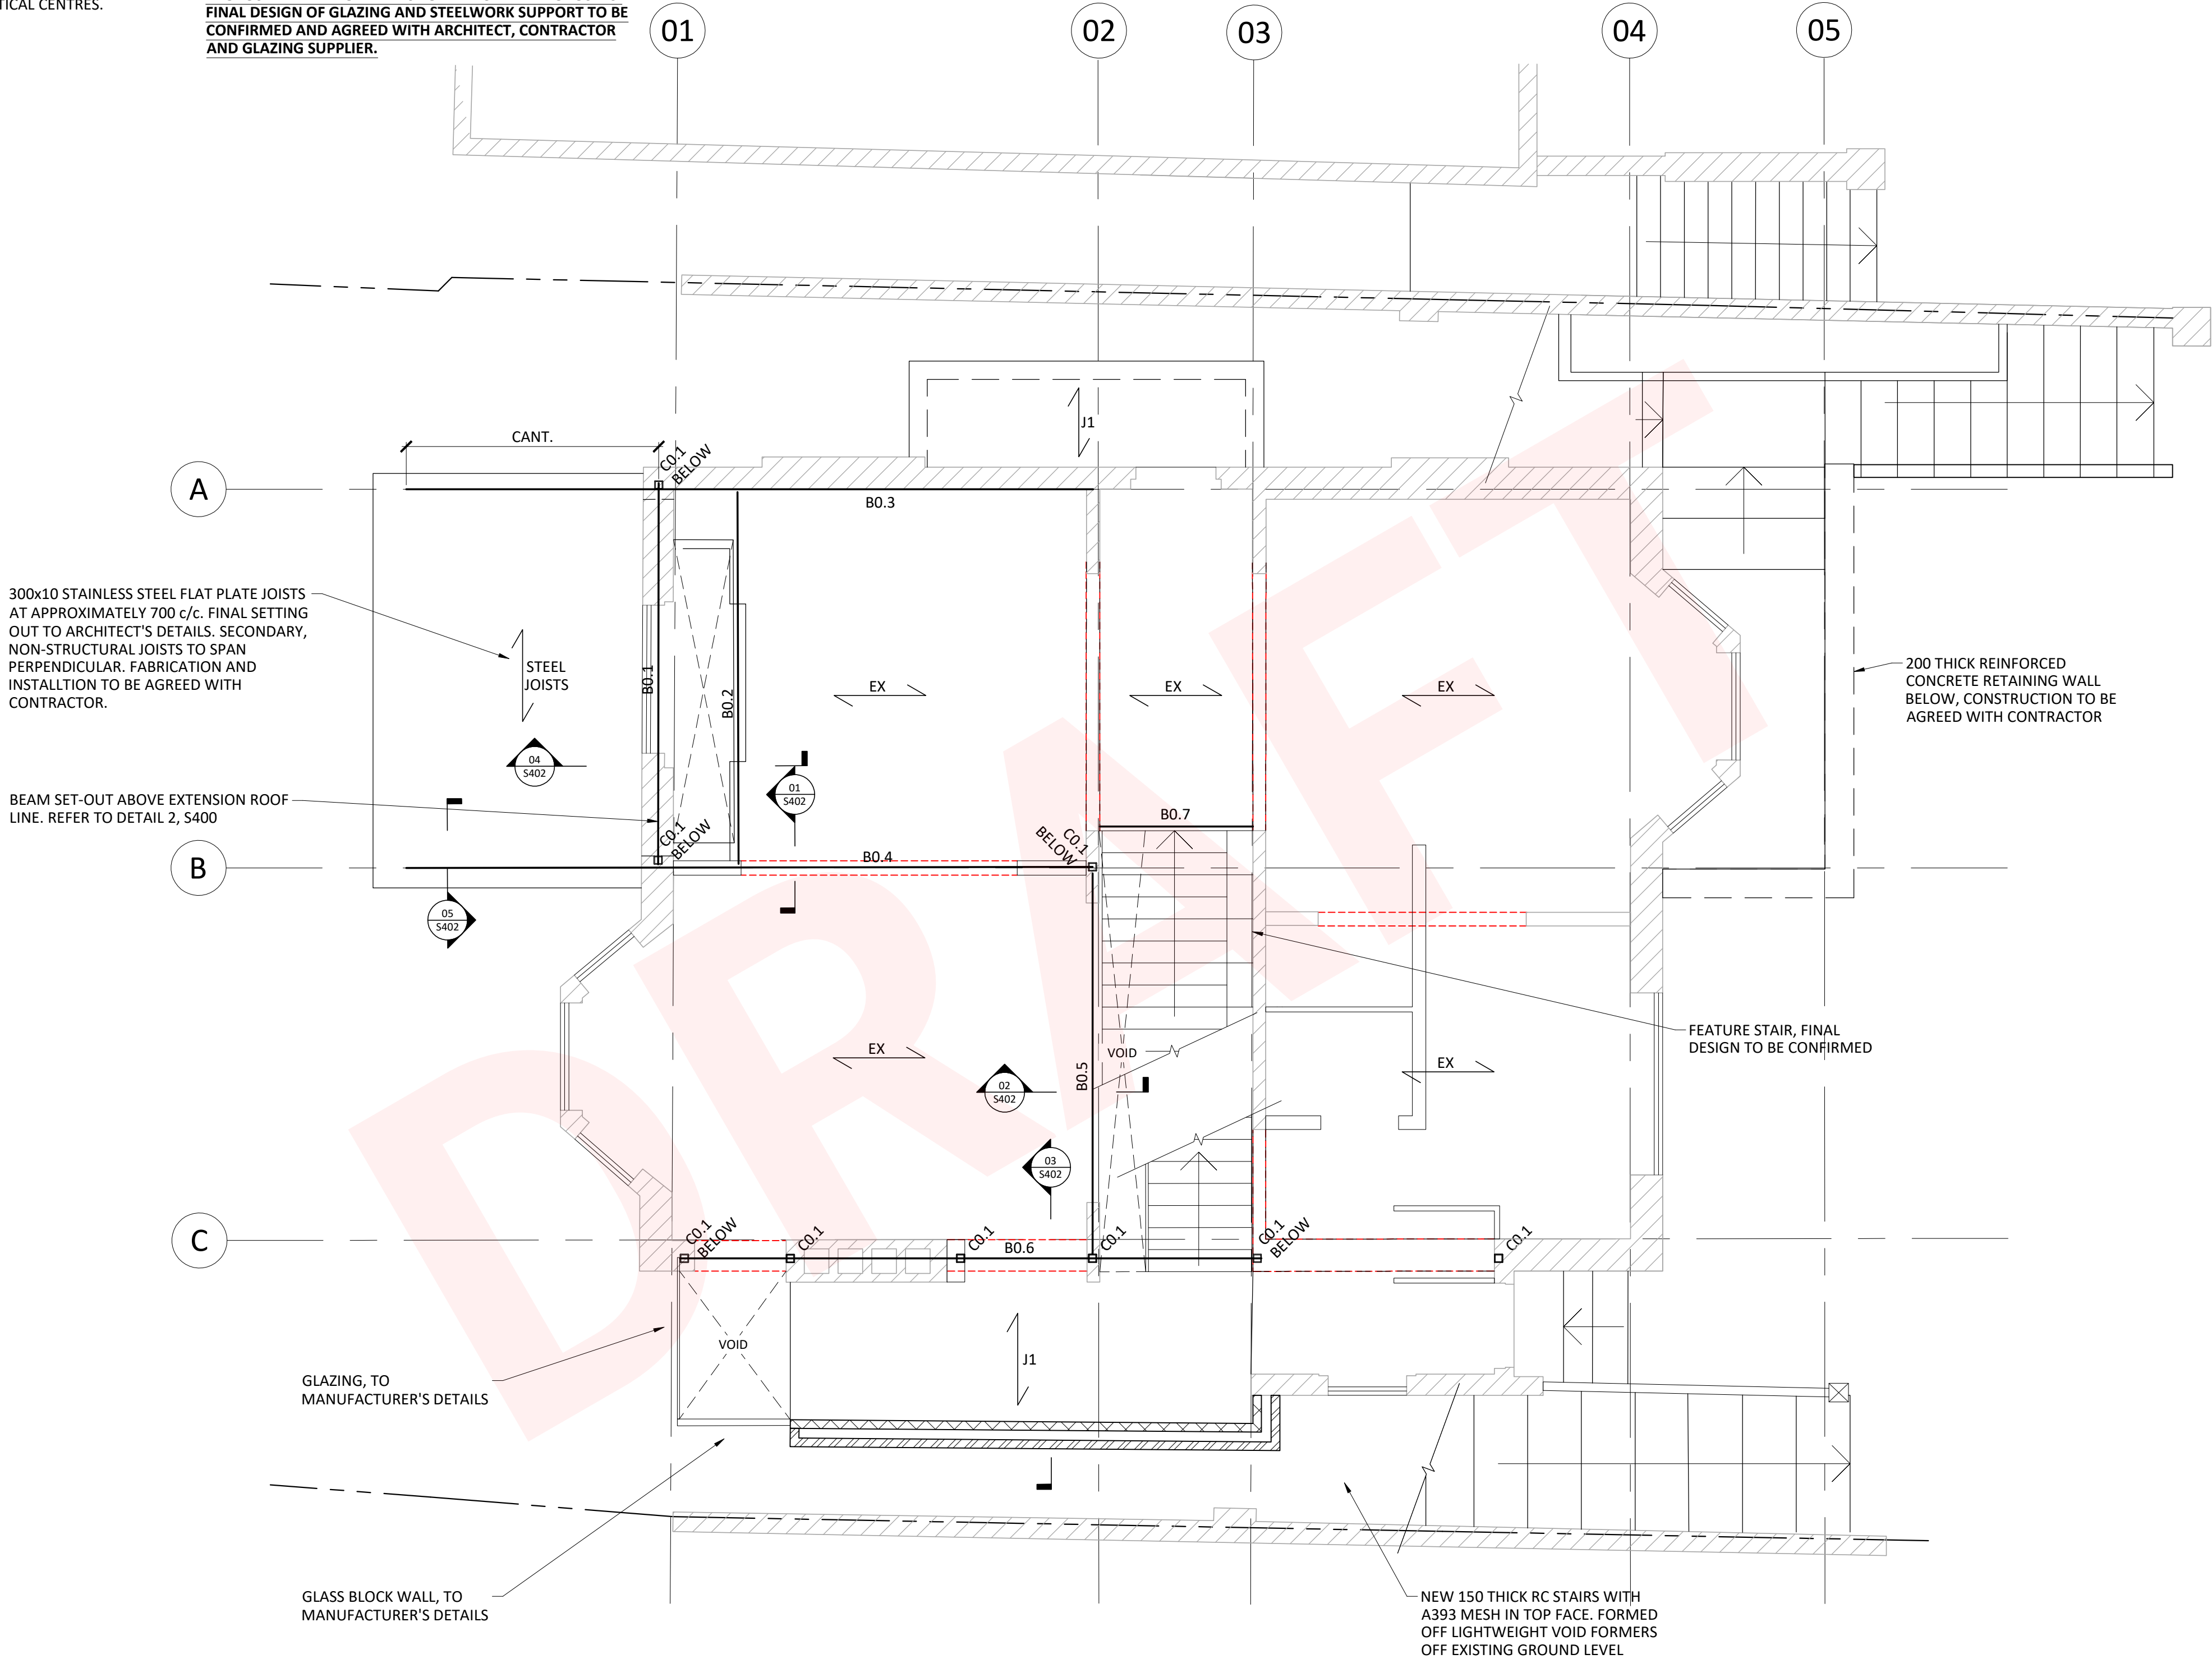 TICAL CENTRES.
FINAL DESIGN OF GLAZING AND STEELWORK SUPPORT TO BE
CONFIRMED AND AGREED WITH ARCHITECT, CONTRACTOR
AND GLAZING SUPPLIER.
01
02
03
04
05
CANT.
C0.1
BELOW
J1
A
B0.3
300x10 STAINLESS STEEL FLAT PLATE JOISTS
AT APPROXIMATELY 700 c/c. FINAL SETTING
OUT TO ARCHITECT'S DETAILS. SECONDARY,
NON-STRUCTURAL JOISTS TO SPAN
PERPENDICULAR. FABRICATION AND
INSTALLTION TO BE AGREED WITH
CONTRACTOR.
STEEL
JOISTS
B0.1
B0.2
EX
EX
EX
200 THICK REINFORCED
CONCRETE RETAINING WALL
BELOW, CONSTRUCTION TO BE
AGREED WITH CONTRACTOR
04
S402
01
S402
BEAM SET-OUT ABOVE EXTENSION ROOF
LINE. REFER TO DETAIL 2, S400
B0.7
C0.1
BELOW
C0.1
BELOW
B
B0.4
05
S402
FEATURE STAIR, FINAL
DESIGN TO BE CONFIRMED
EX
VOID
B0.5
EX
02
S402
03
S402
C
C0.1
BELOW
C0.1
C0.1
B0.6
C0.1
C0.1
BELOW
C0.1
VOID
J1
GLAZING, TO
MANUFACTURER'S DETAILS
GLASS BLOCK WALL, TO
MANUFACTURER'S DETAILS
NEW 150 THICK RC STAIRS WITH
A393 MESH IN TOP FACE. FORMED
OFF LIGHTWEIGHT VOID FORMERS
OFF EXISTING GROUND LEVEL
DRAFT